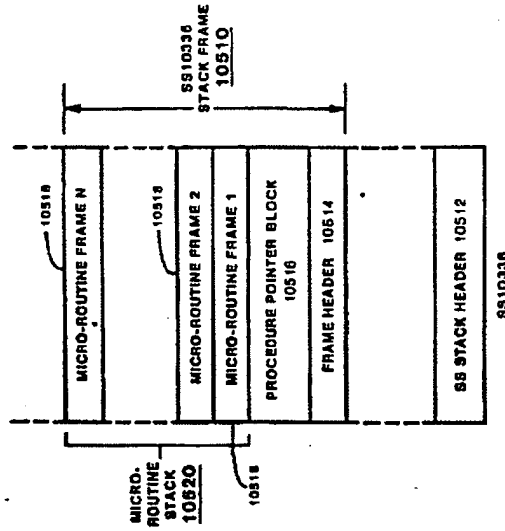 SS10336
STACK FRAME
10510
10518
MICRO-ROUTINE FRAME N
10518
MICRO-ROUTINE FRAME 2
MICRO-ROUTINE FRAME 1
PROCEDURE POINTER BLOCK
10516
FRAME HEADER 10514
SS STACK HEADER 10512
MICRO-
ROUTINE
STACK
10520
10518
SS10336